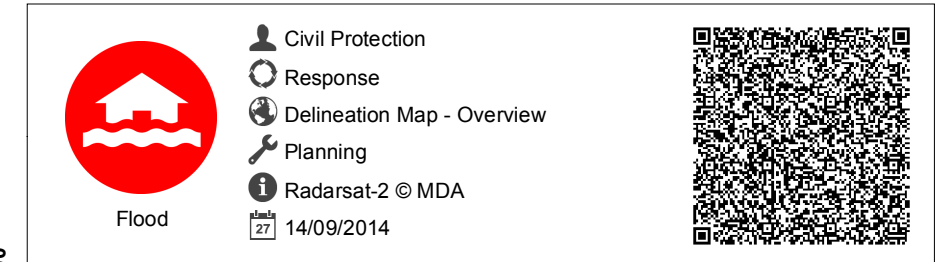 Civil Protection
Response
Delineation Map - Overview
Planning
Radarsat-2 © MDA
27 14/09/2014
Flood